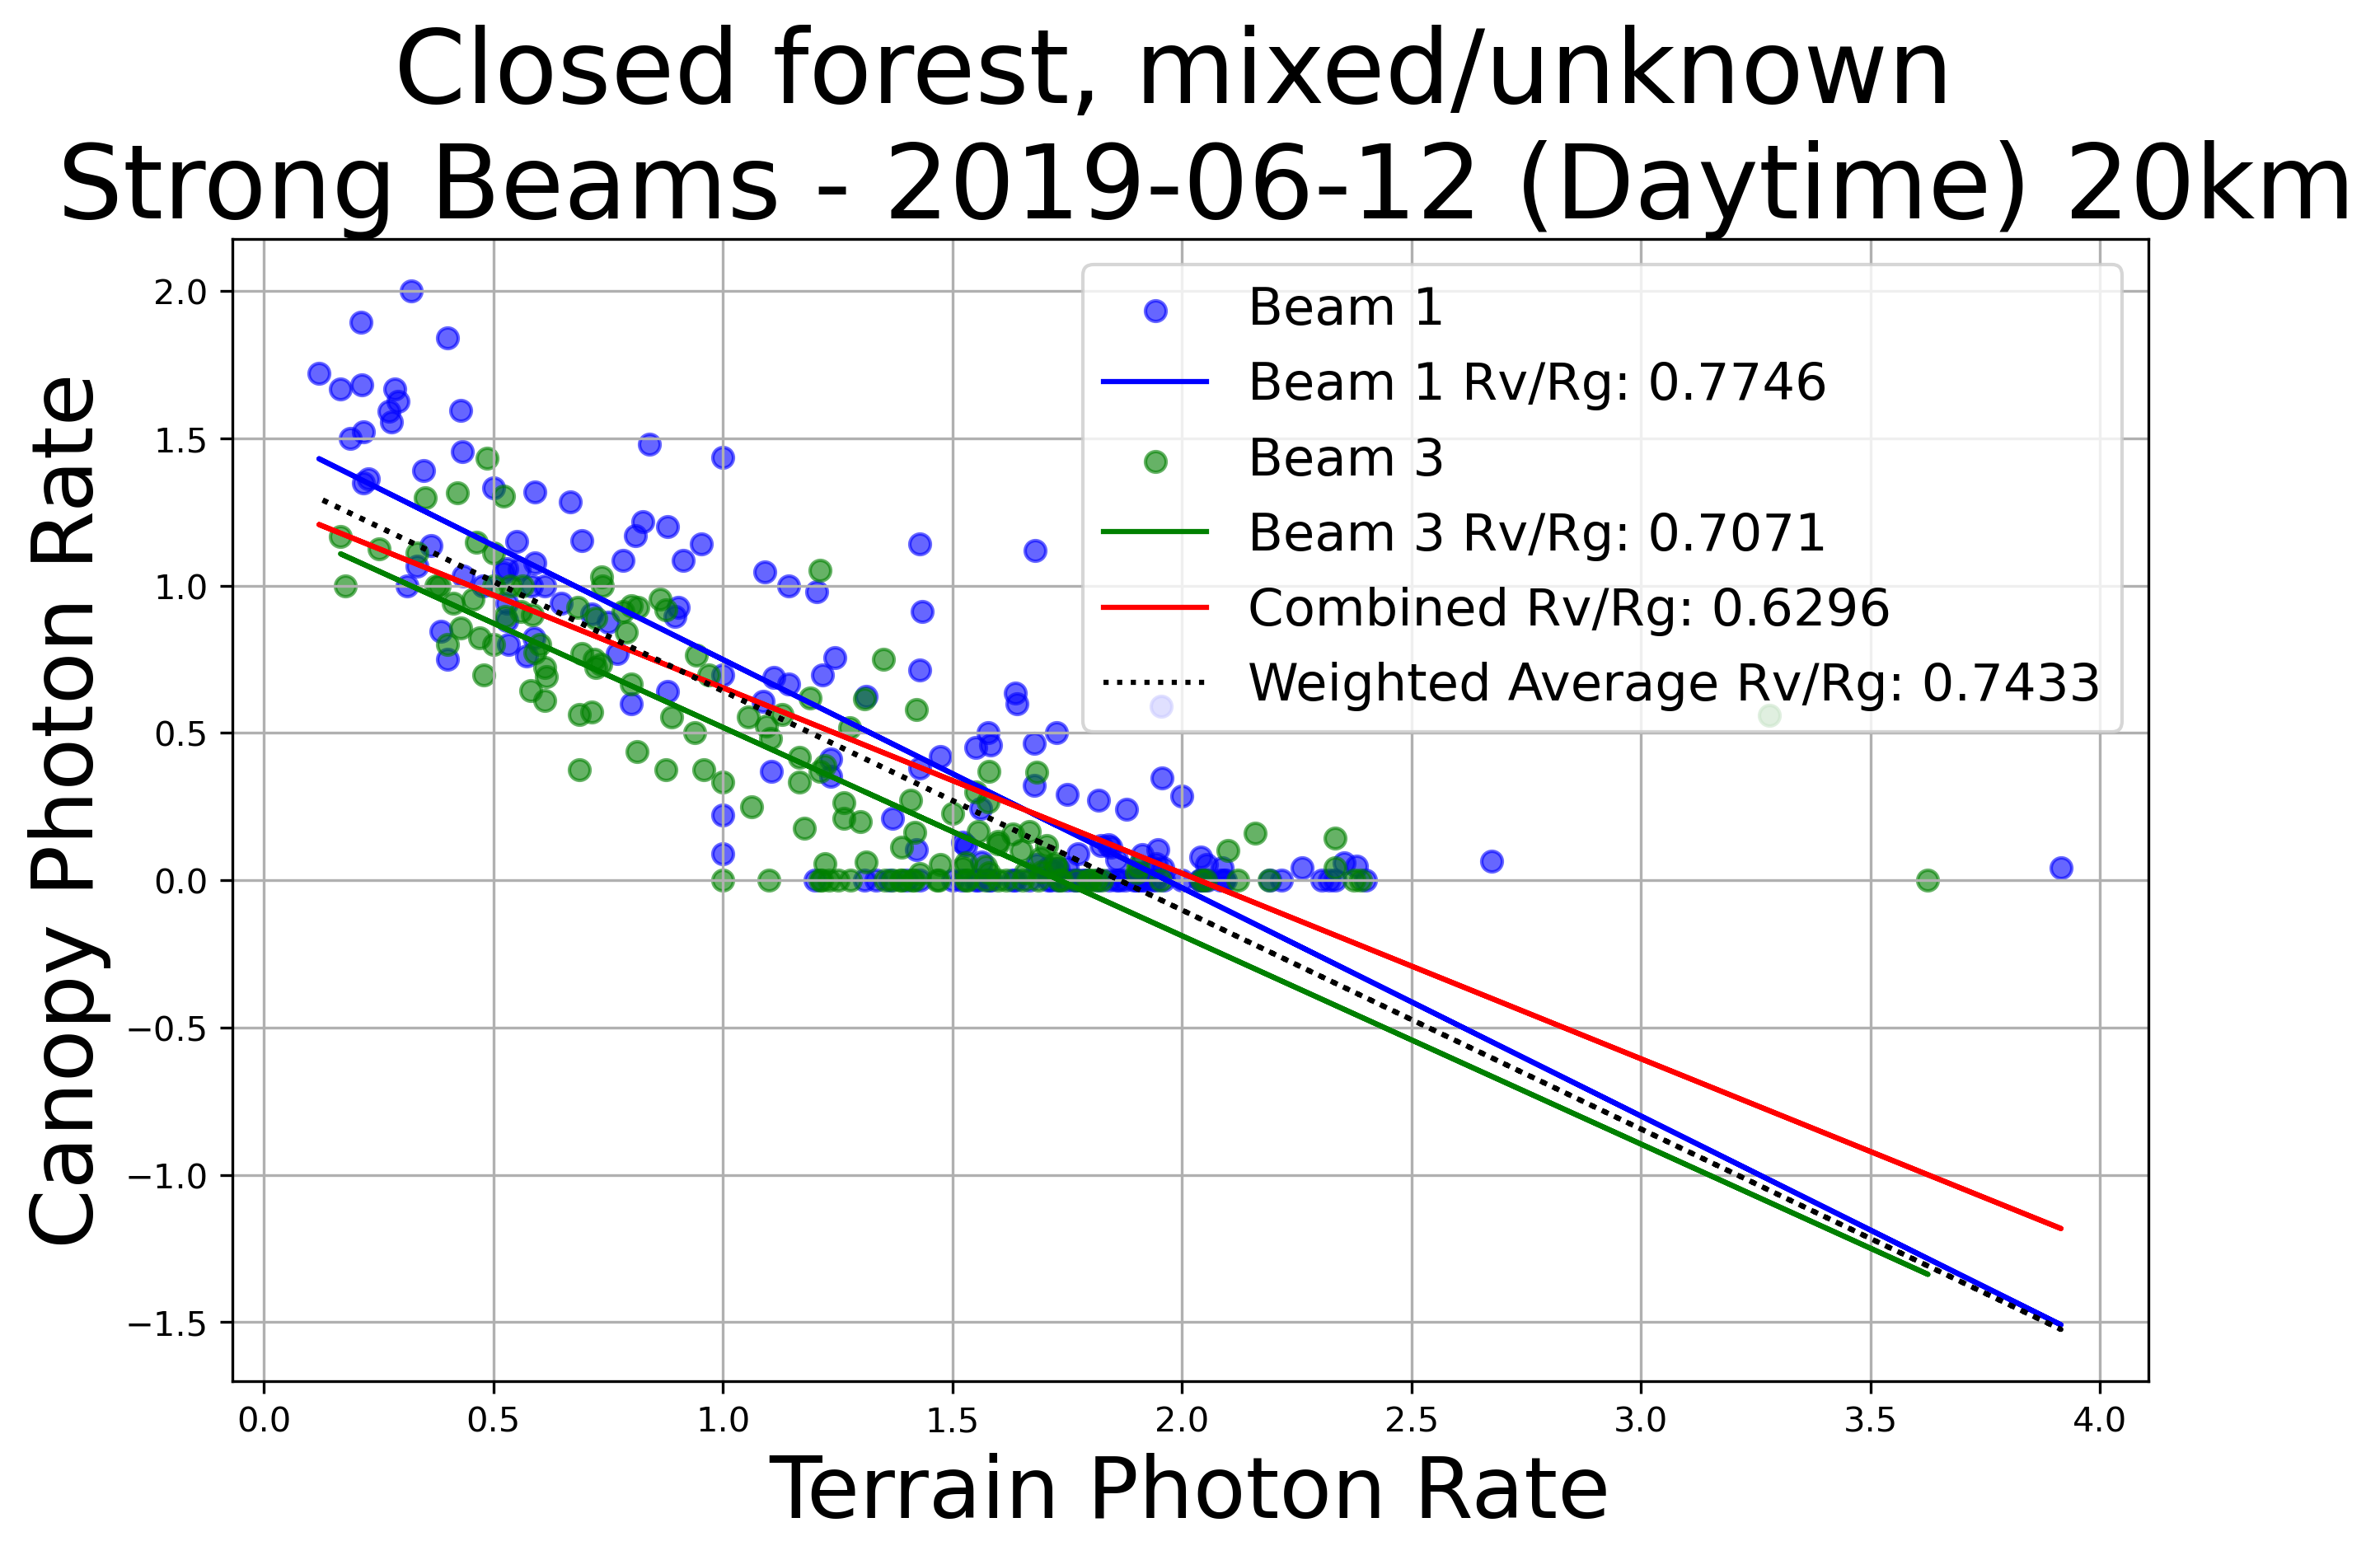 Closed forest, mixed/unknown
Strong Beams - 2019-06-12 (Daytime) 20km
Beam 1
Beam 1 Rv/Rg: 0.7746
Beam 3
Beam 3 Rv/Rg: 0.7071
Combined Rv/Rg: 0.6296
Weighted Average Rv/Rg: 0.7433
Canopy Photon Rate
2.0
1.5
1.0
0.5
0.0
−0.5
−1.0
−1.5
0.0 0.5 1.0 1.5 2.0 2.5 3.0 3.5 4.0
Terrain Photon Rate